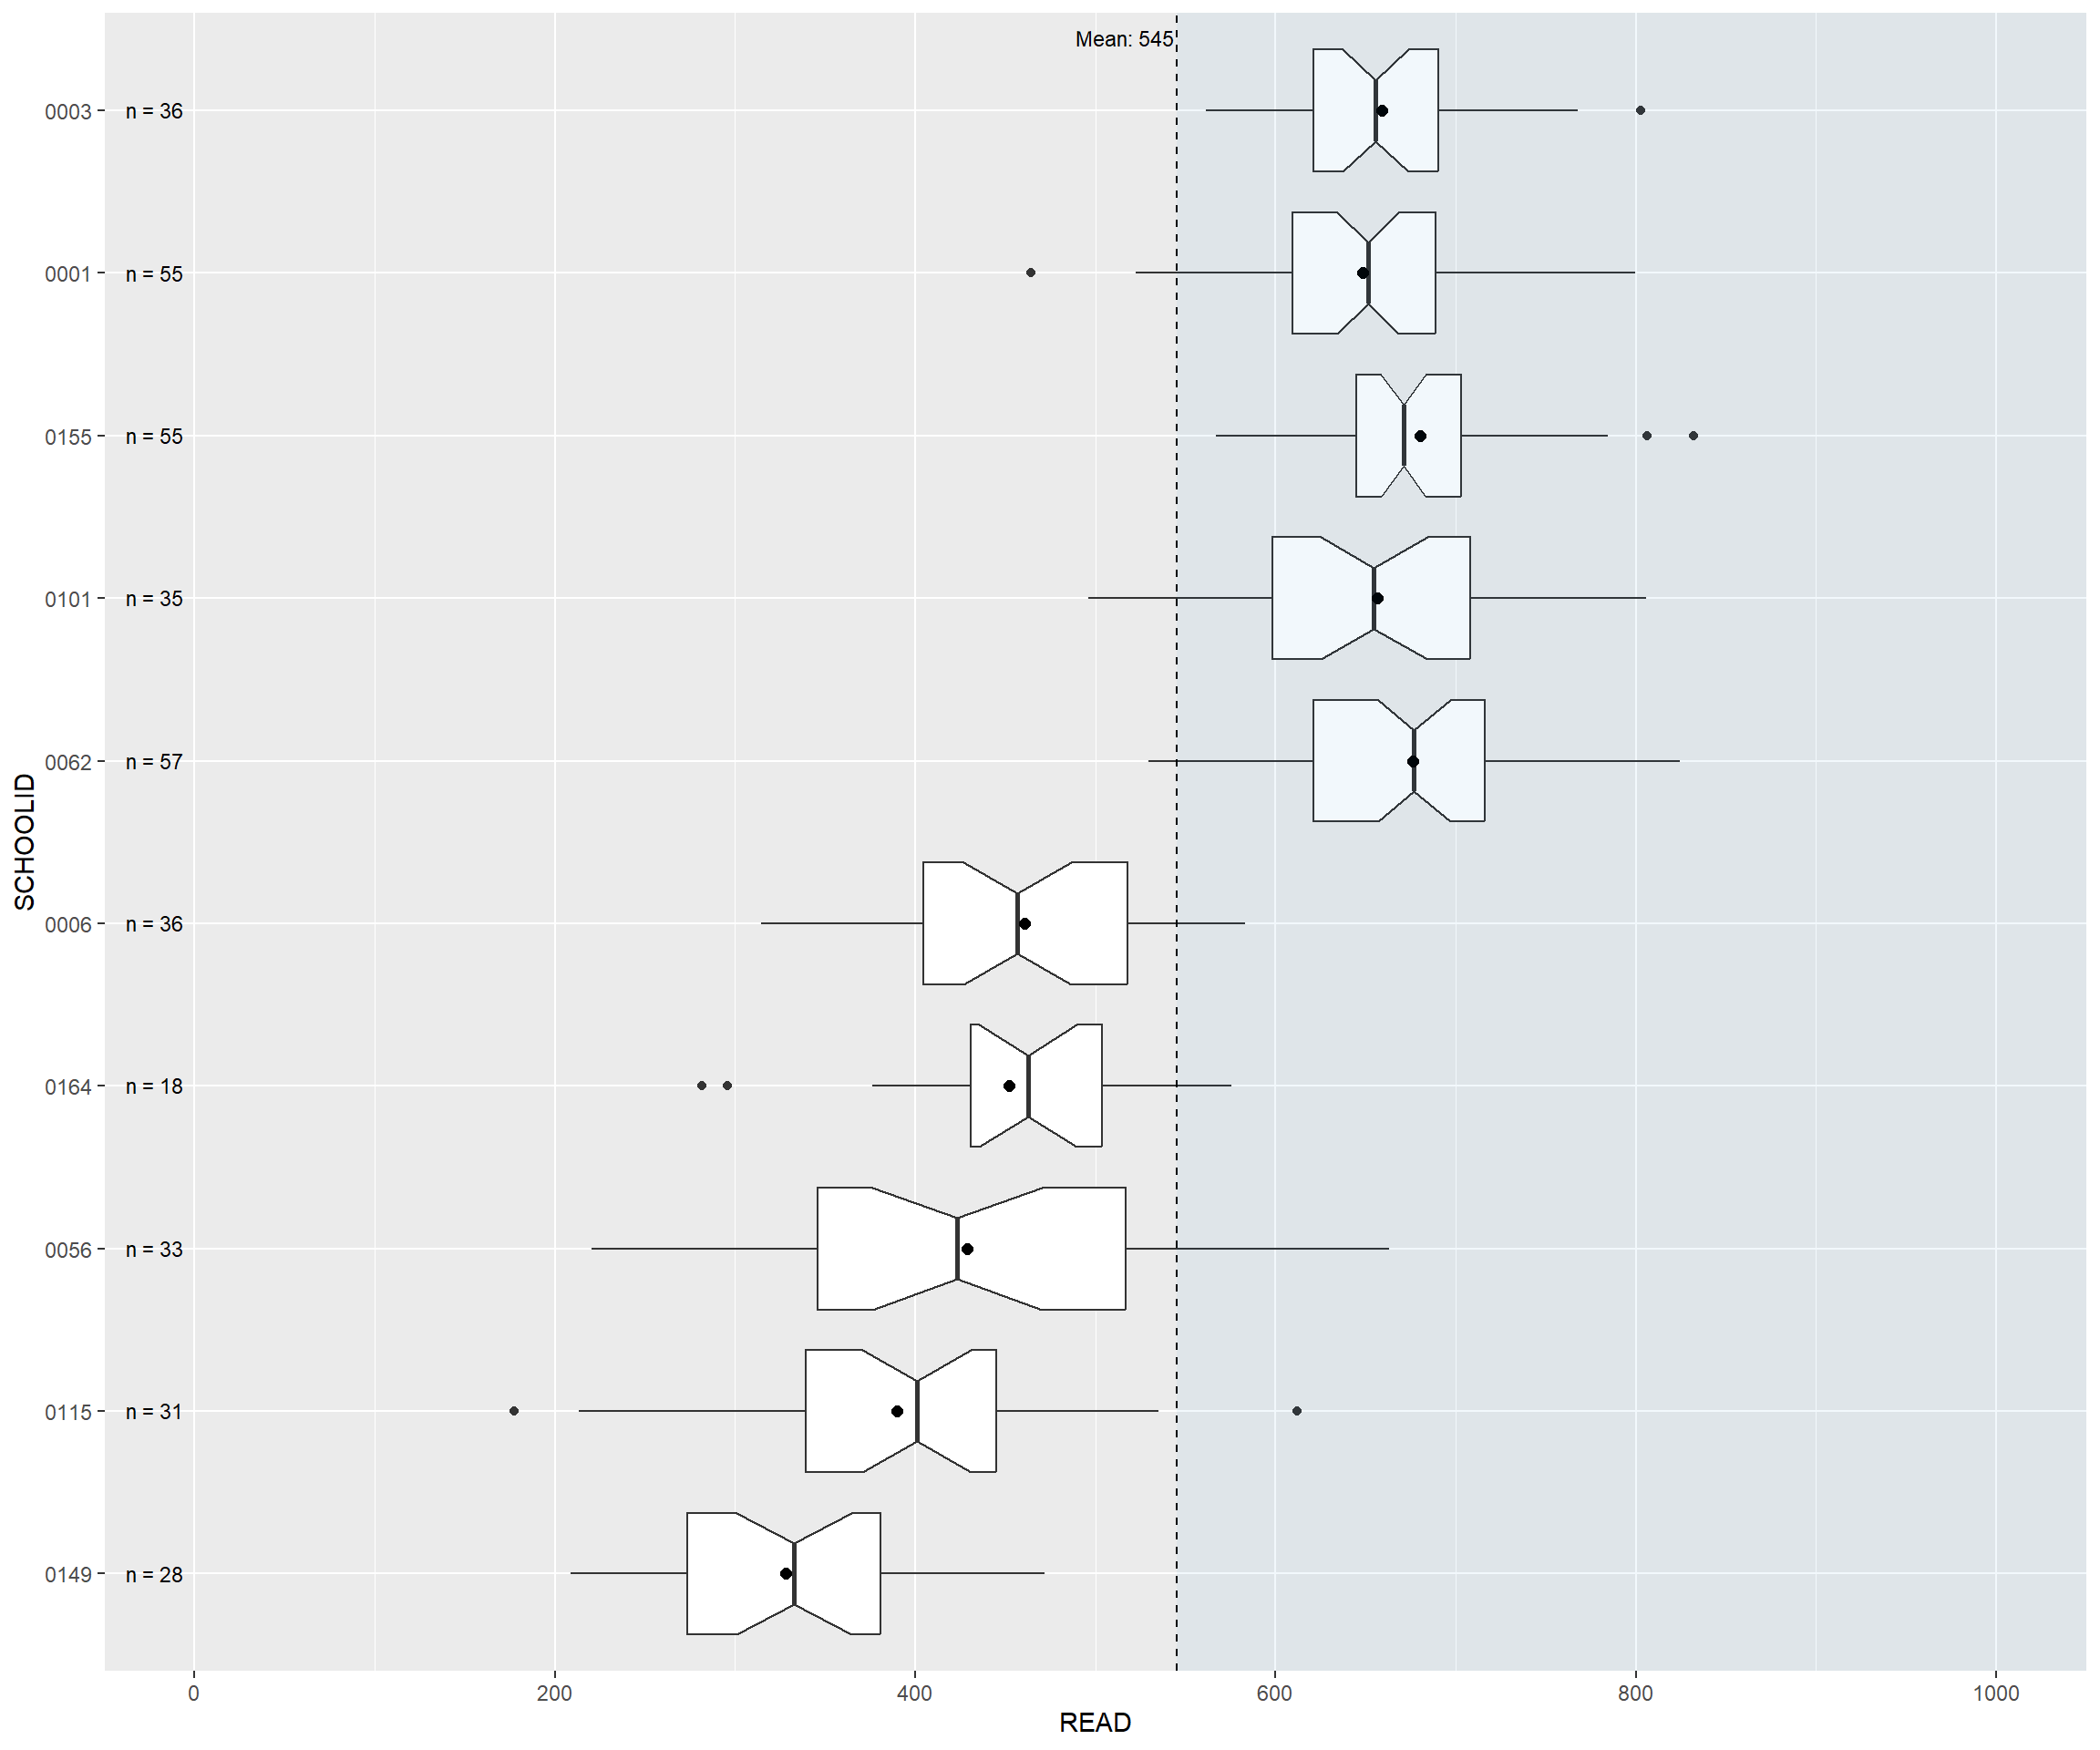 Mean: 545
0003 n = 36
0001 n = 55
0155 n = 55
0101 n = 35
0062 n = 57
0006 n = 36
0164 n = 18
0056 n = 33
0115 n = 31
0149 n = 28
SCHOOLID
0 200 400 600 800 1000
READ